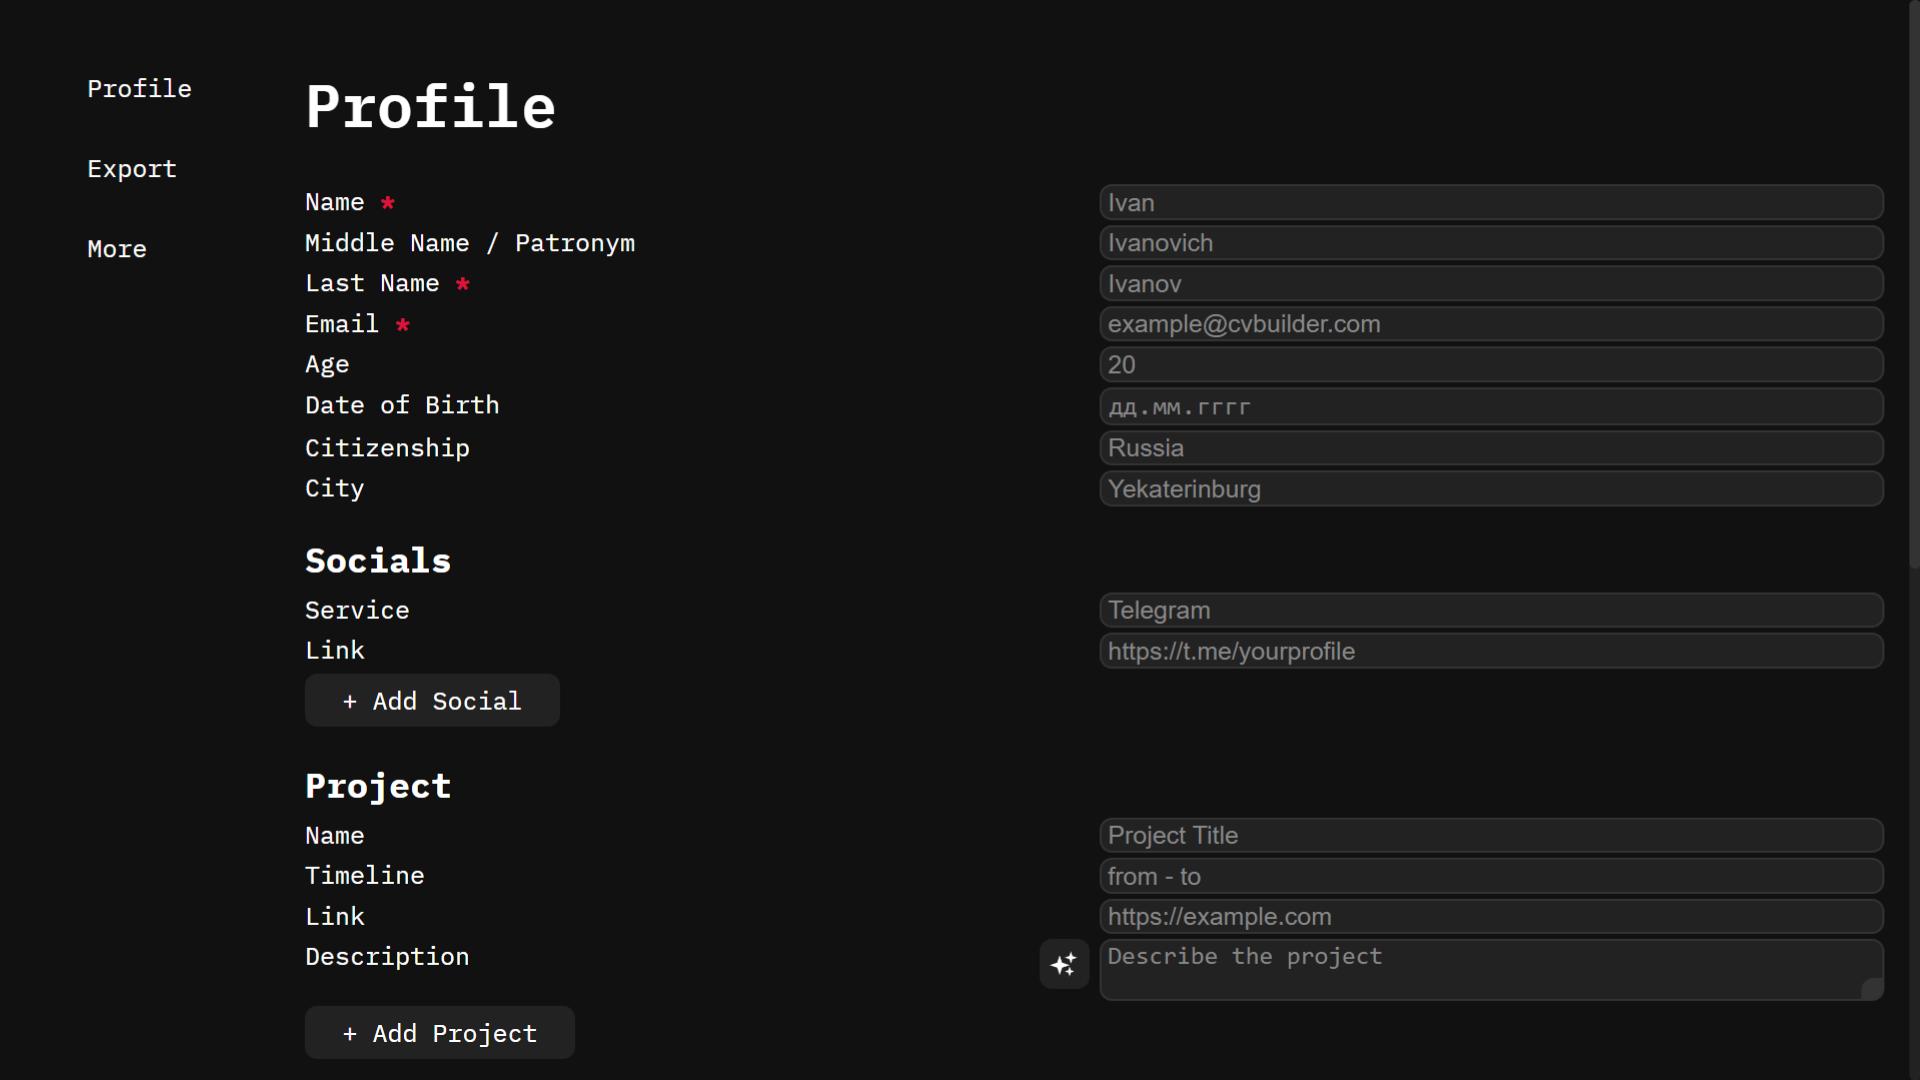 Profile
Export
More
Profile
Name * Ivan
Middle Name / Patronym Ivanovich
Last Name * Ivanov
Email * example@cvbuilder.com
Age 20
Date of Birth дд.мм.гггг
Citizenship Russia
City Yekaterinburg
Socials
Service Telegram
Link https://t.me/yourprofile
+ Add Social
Project
Name Project Title
Timeline from - to
Link https://example.com
Description Describe the project
+ Add Project